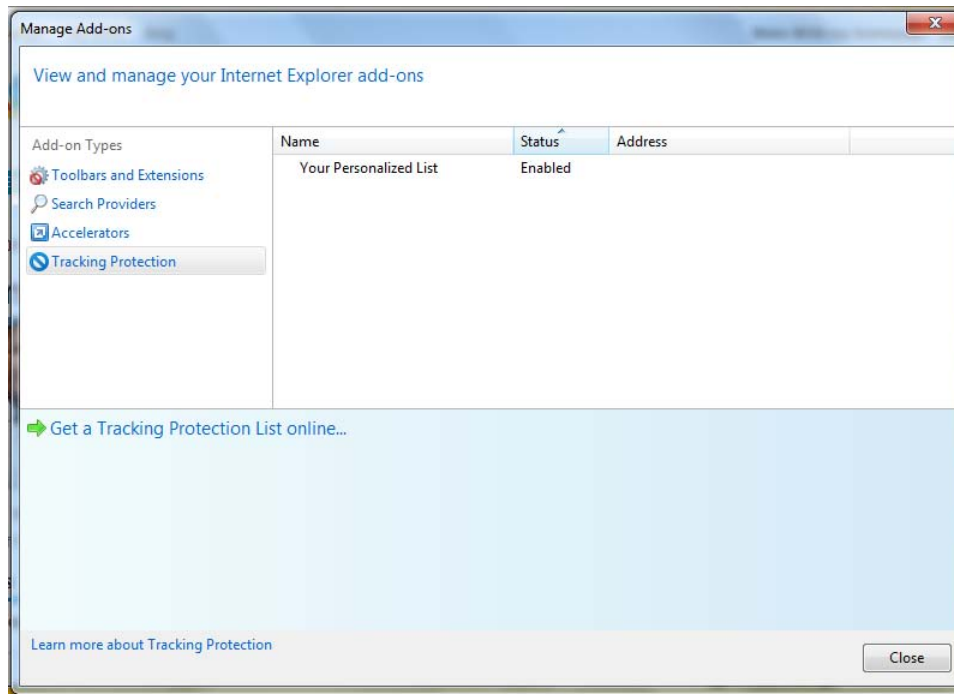 Manage Add-ons
View and manage your Internet Explorer add-ons
Add-on Types
Toolbars and Extensions
Search Providers
Accelerators
Tracking Protection
Name Status Address
Your Personalized List Enabled
Get a Tracking Protection List online...
Learn more about Tracking Protection
Close